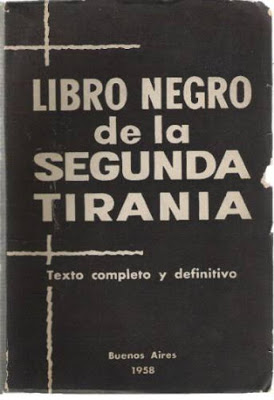 LIBRO NEGRO
de la
SEGUNDA
TIRANIA
Texto completo y definitivo
Buenos Aires
1958